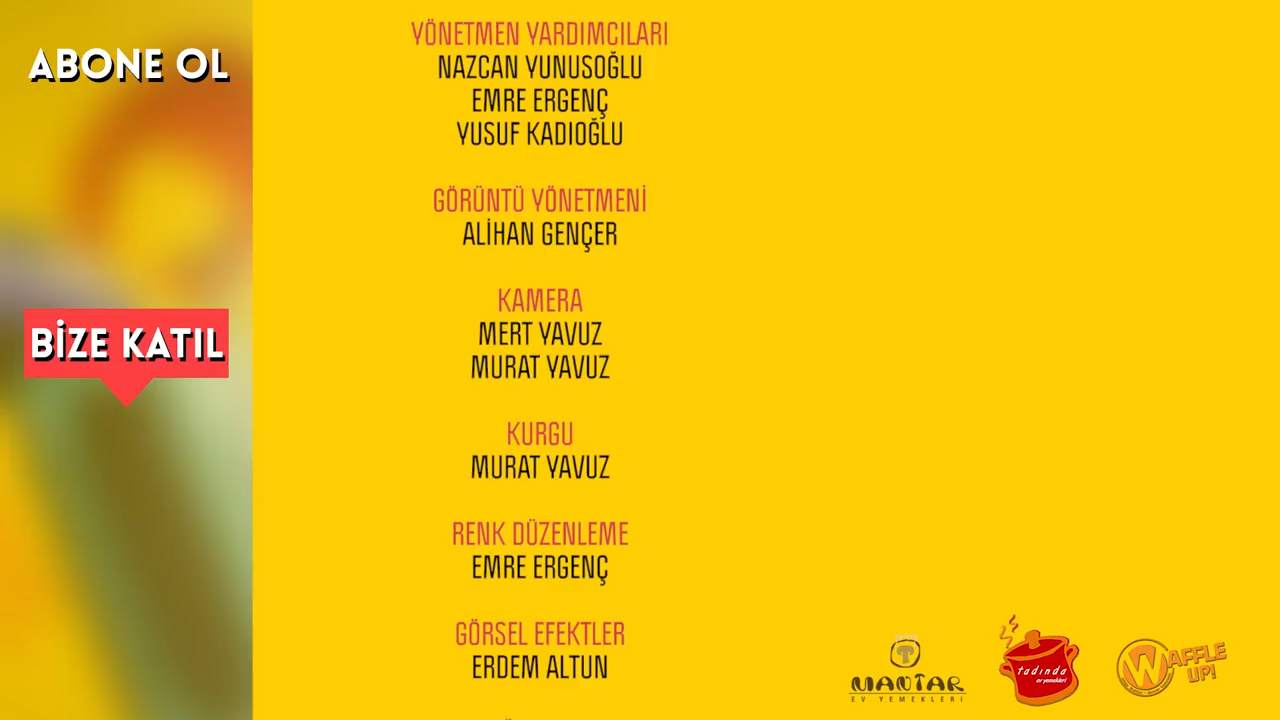 ABONE OL
BİZE KATIL
YÖNETMEN YARDIMCILARI
NAZCAN YUNUSOĞLU
EMRE ERGENÇ
YUSUF KADIOĞLU
GÖRÜNTÜ YÖNETMENİ
ALİHAN GENÇER
KAMERA
MERT YAVUZ
MURAT YAVUZ
KURGU
MURAT YAVUZ
RENK DÜZENLEME
EMRE ERGENÇ
GÖRSEL EFEKTLER
ERDEM ALTUN
MANTAR
EV YEMEKLERİ
tadında
ev yemekleri
WAFFLE
UP!